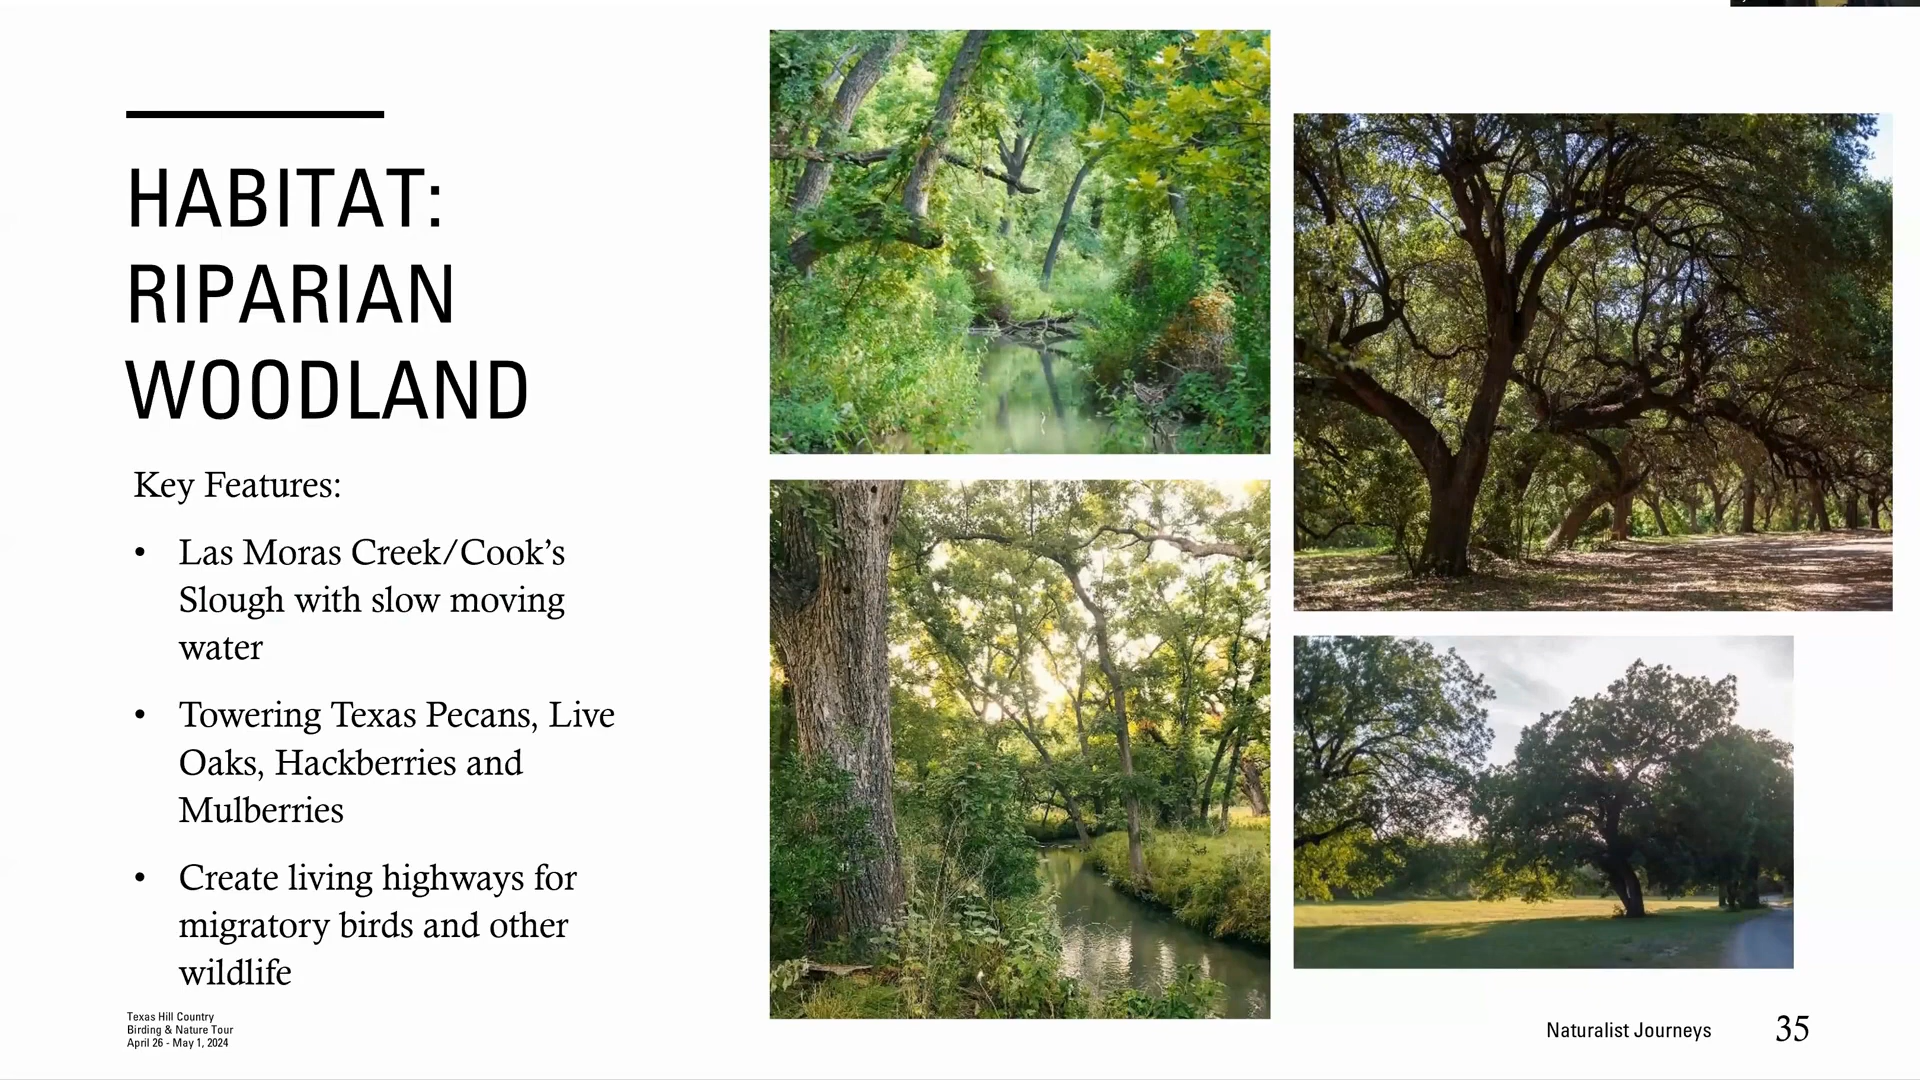 HABITAT:
RIPARIAN
WOODLAND
Key Features:
• Las Moras Creek/Cook’s
Slough with slow moving
water
• Towering Texas Pecans, Live
Oaks, Hackberries and
Mulberries
• Create living highways for
migratory birds and other
wildlife
Texas Hill Country
Birding & Nature Tour
April 26 - May 1, 2024
Naturalist Journeys
35